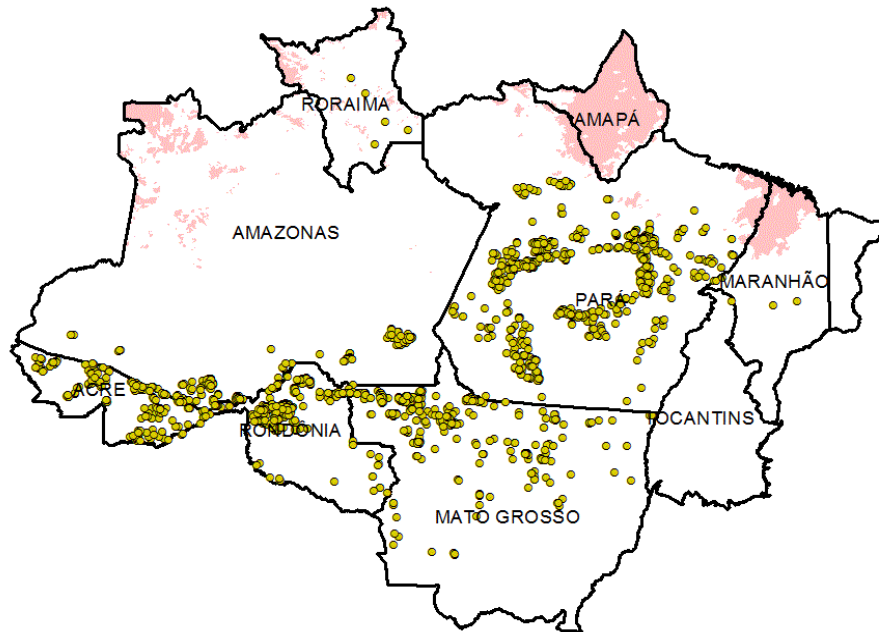 RORAIMA
AMAPÁ
AMAZONAS
MARANHÃO
PARÁ
ACRE
TOCANTINS
RONDONIA
MATO GROSSO